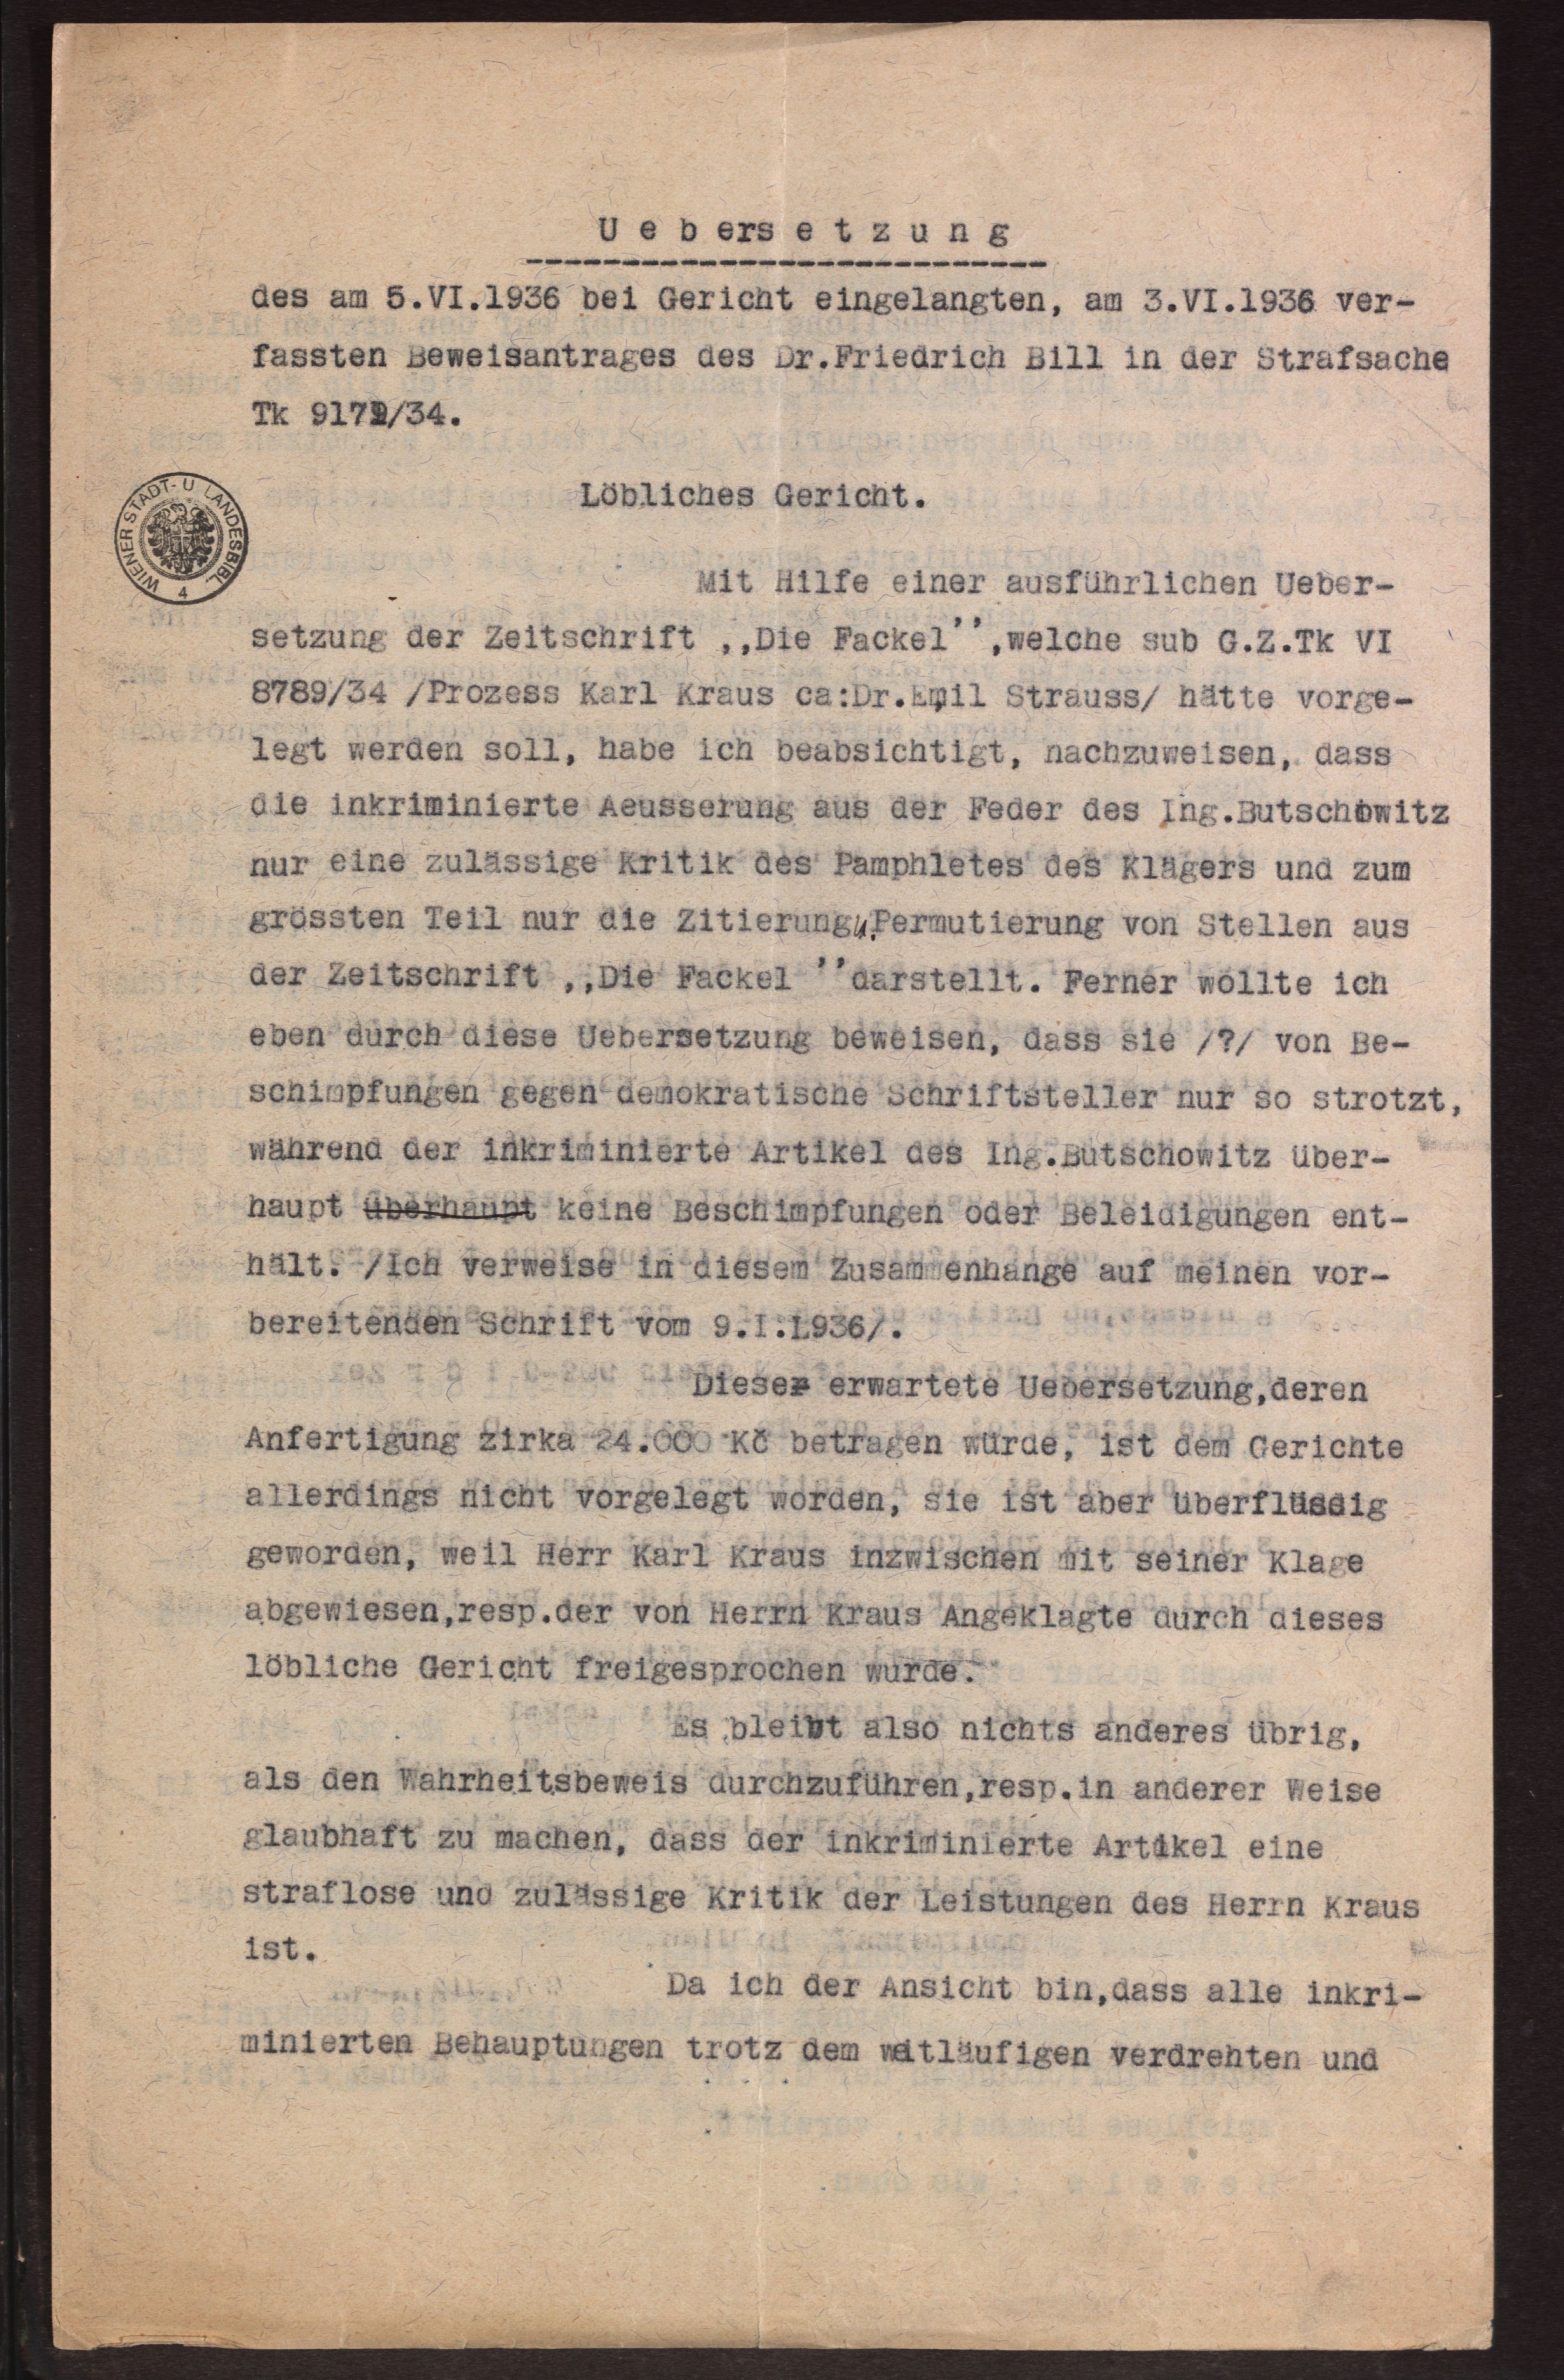 Uebersetzung
des am 5.VI.1936 bei Gericht eingelangten, am 3.VI.1936 ver-
fassten Beweisantrages des Dr.Friedrich Bill in der Strafsache
Tk 9172/34.
Löbliches Gericht.
WIENER STADT- U LANDESBIBL. 4
Mit Hilfe einer ausführlichen Ueber-
setzung der Zeitschrift ,,Die Fackel'',welche sub G.Z.Tk VI
8789/34 /Prozess Karl Kraus ca:Dr.Emil Strauss/ hätte vorge-
legt werden soll, habe ich beabsichtigt, nachzuweisen, dass
die inkriminierte Aeusserung aus der Feder des Ing.Butschowitz
nur eine zulässige Kritik des Pamphletes des Klägers und zum
grössten Teil nur die Zitierung u. Permutierung von Stellen aus
der Zeitschrift ,,Die Fackel ''darstellt. Ferner wollte ich
eben durch diese Uebersetzung beweisen, dass sie /?/ von Be-
schimpfungen gegen demokratische Schriftsteller nur so strotzt,
während der inkriminierte Artikel des Ing.Butschowitz über-
haupt überhaupt keine Beschimpfungen oder Beleidigungen ent-
hält. /Ich verweise in diesem Zusammenhange auf meinen vor-
bereitenden Schrift vom 9.I.1936/.
Dieser erwartete Uebersetzung,deren
Anfertigung zirka 24.000 Kč betragen würde, ist dem Gerichte
allerdings nicht vorgelegt worden, sie ist aber überflüssig
geworden, weil Herr Karl Kraus inzwischen mit seiner Klage
abgewiesen,resp.der von Herrn Kraus Angeklagte durch dieses
löbliche Gericht freigesprochen wurde.
Es bleibt also nichts anderes übrig,
als den Wahrheitsbeweis durchzuführen,resp.in anderer Weise
glaubhaft zu machen, dass der inkriminierte Artikel eine
straflose und zulässige Kritik der Leistungen des Herrn Kraus
ist.
Da ich der Ansicht bin,dass alle inkri-
minierten Behauptungen trotz dem weitläufigen verdrehten und